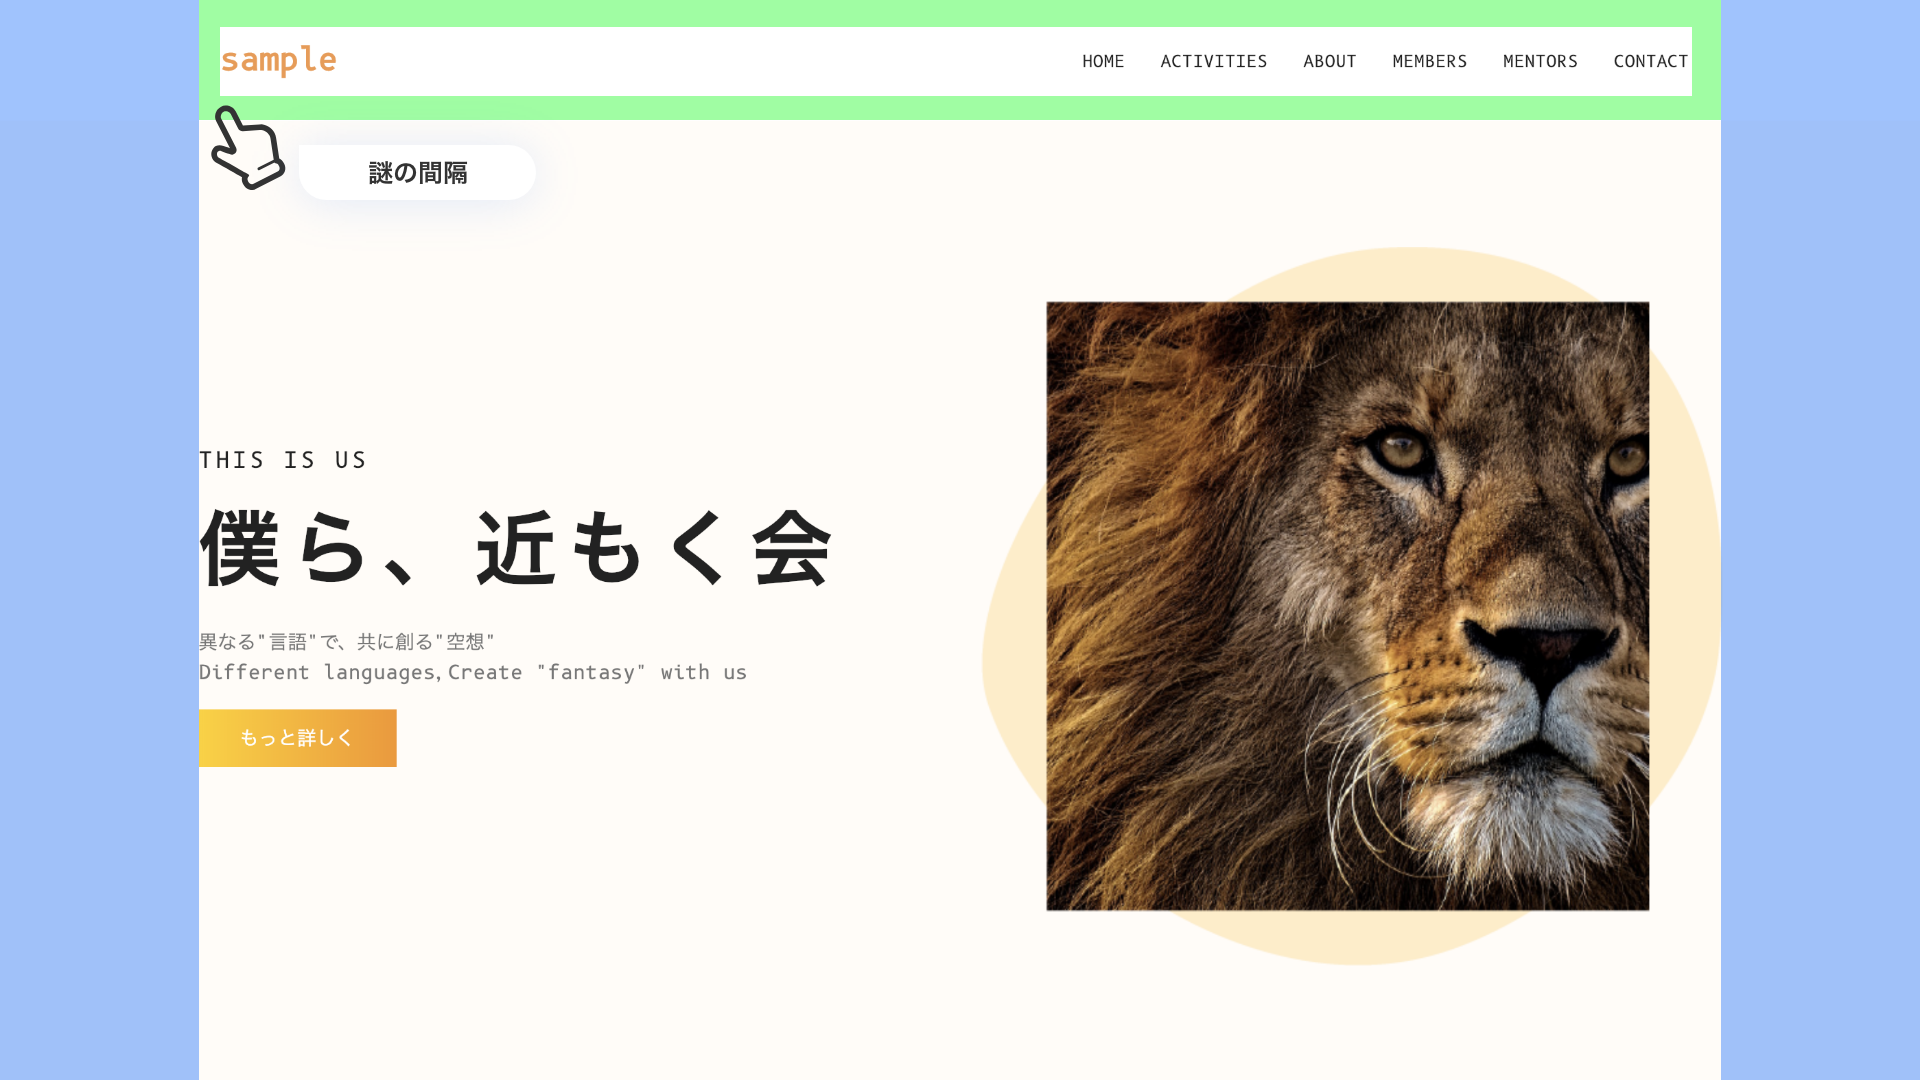 sample
HOME ACTIVITIES ABOUT MEMBERS MENTORS CONTACT
謎の間隔
THIS IS US
僕ら、近もく会
異なる"言語"で、共に創る"空想"
Different languages,Create "fantasy" with us
もっと詳しく